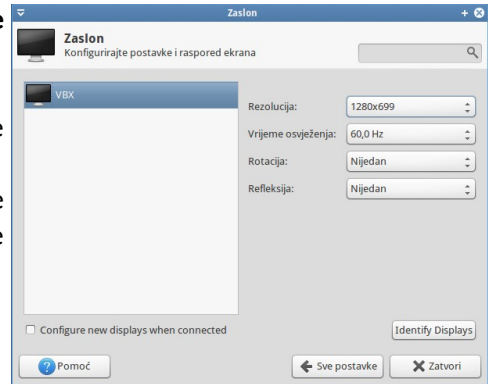 e
Zaslon
Zaslon
Konfigurirajte postavke i raspored ekrana
VBX
Rezolucija: 1280x699
e
Vrijeme osvježenja: 60,0 Hz
Rotacija: Nijedan
Refleksija: Nijedan
e
e
Configure new displays when connected
Identify Displays
Pomoć
Sve postavke
Zatvori